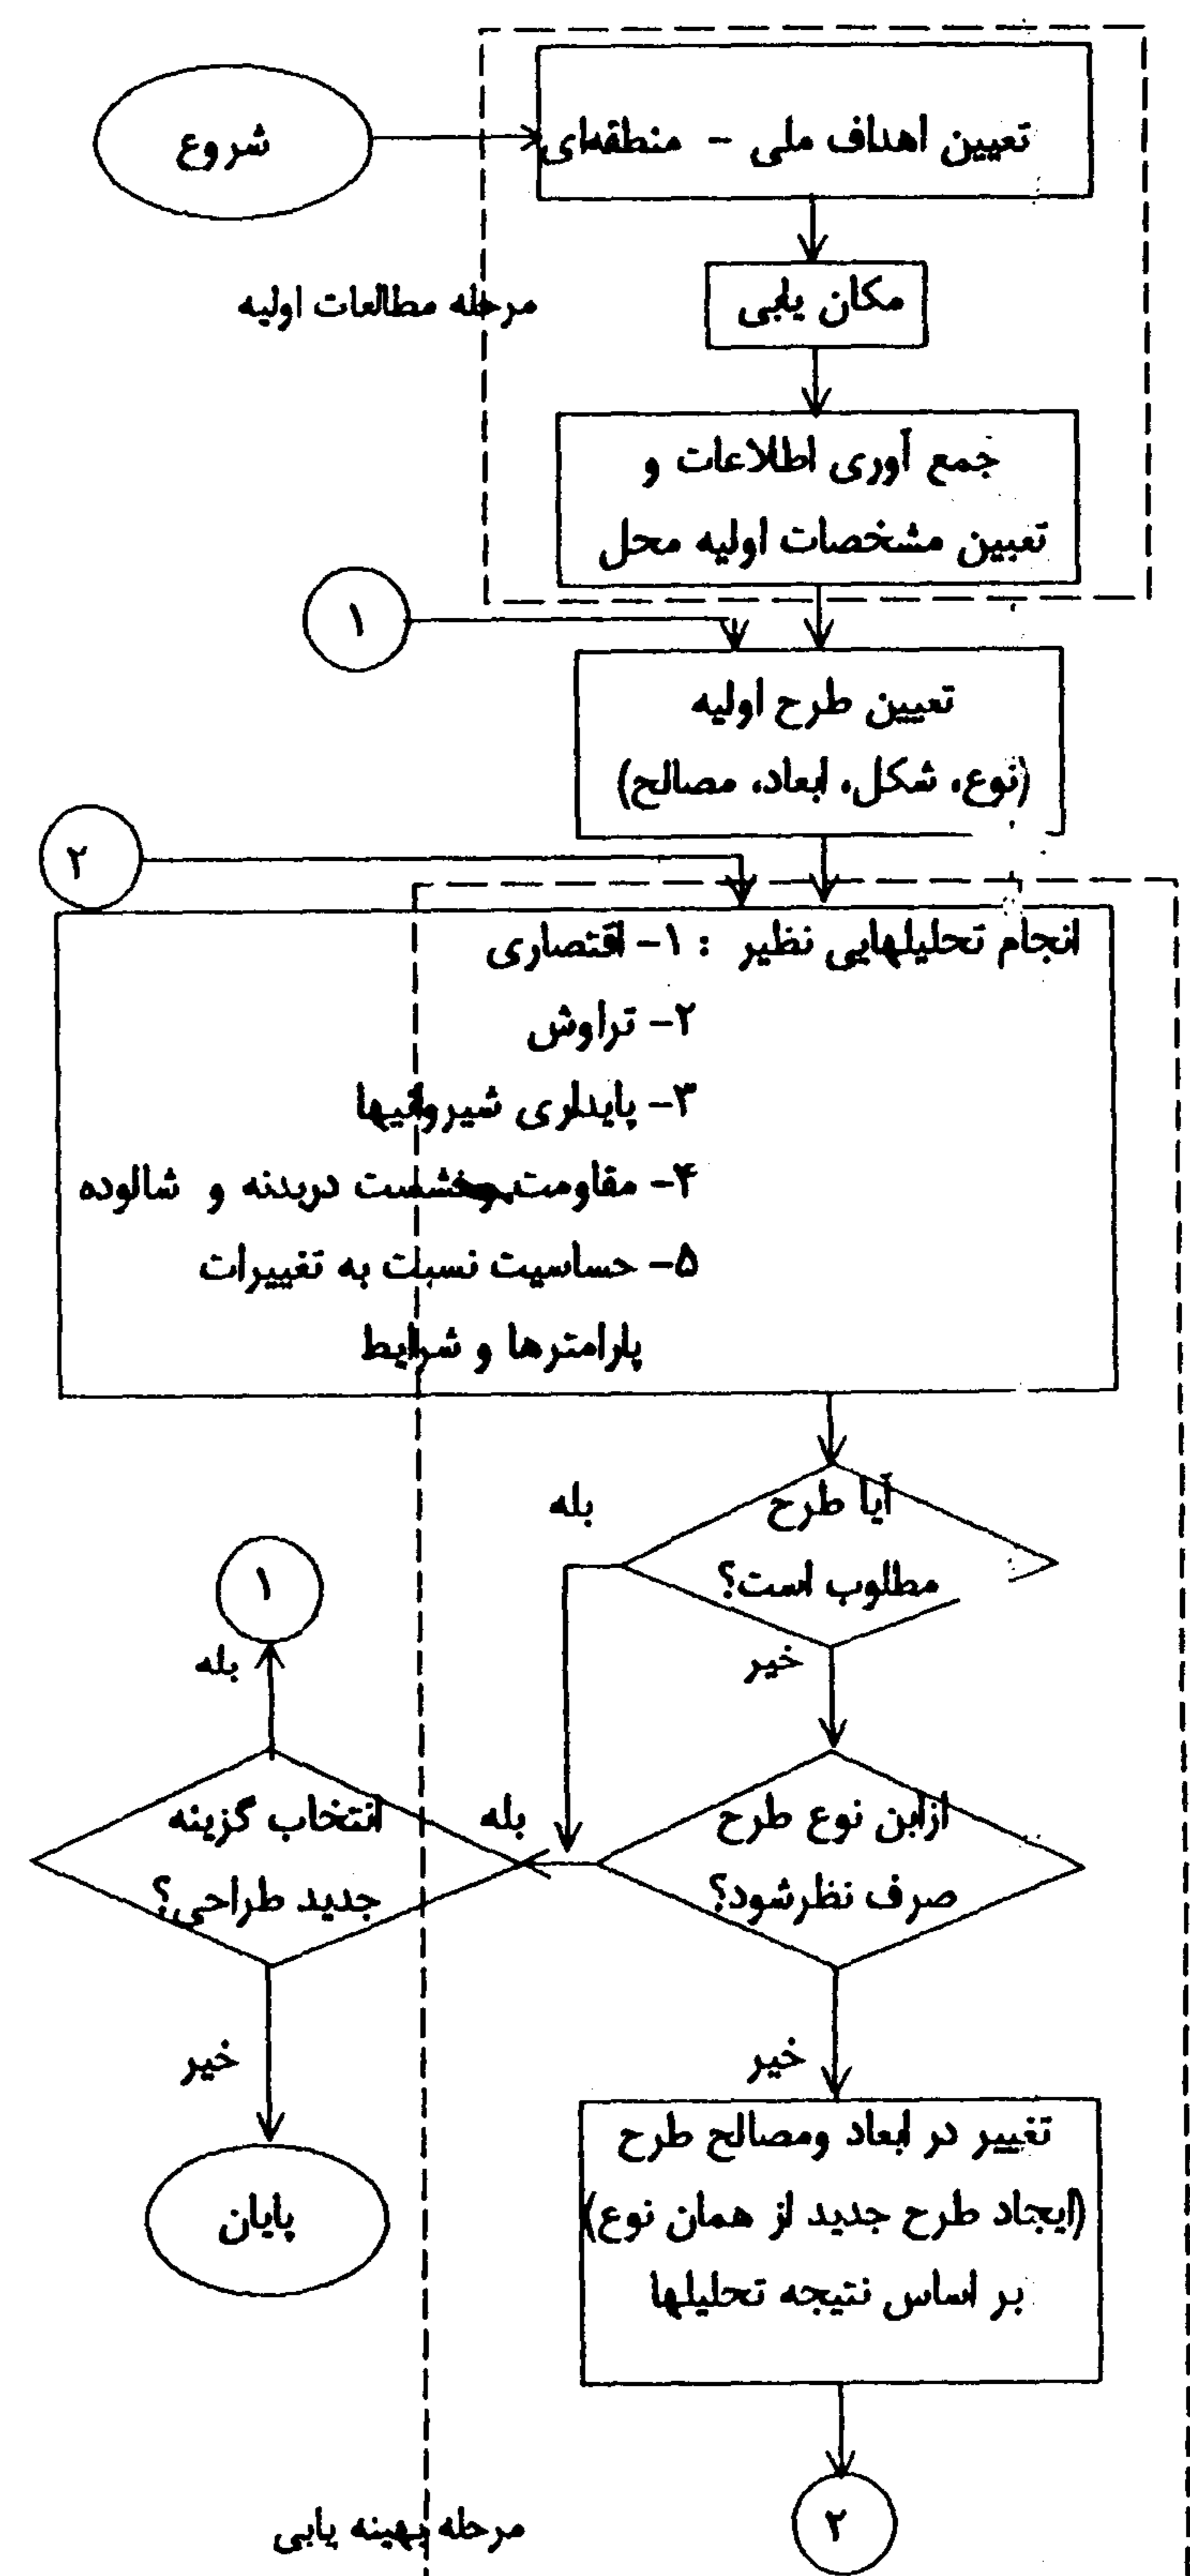 شروع
تعیین اهداف ملی - منطقه‌ای
مکان یابی
مرحله مطالعات اولیه
جمع آوری اطلاعات و
تعیین مشخصات اولیه محل
۱
تعیین طرح اولیه
(نوع، شکل، ابعاد، مصالح)
۲
انجام تحلیلهایی نظیر : ۱- اقتصاری
۲- تراوش
۳- پایداری شیروانیها
۴- مقاومت ونشست دربدنه و شالوده
۵- حساسیت نسبت به تغییرات
پارامترها و شرایط
آیا طرح
مطلوب است؟
بله
خیر
۱
بله
ازاین نوع طرح
صرف نظرشود؟
بله
انتخاب گزینه
جدید طراحی؟
خیر
خیر
تغییر در ابعاد ومصالح طرح
(ایجاد طرح جدید از همان نوع)
بر اساس نتیجه تحلیلها
پایان
۲
مرحله بهینه یابی